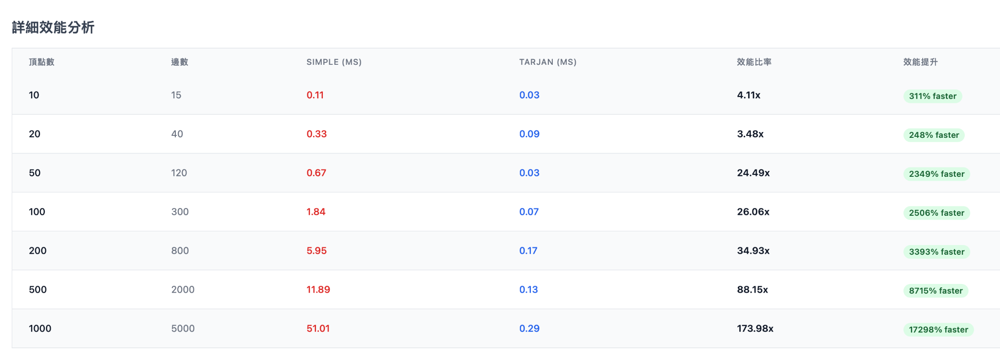 詳細效能分析
頂點數 邊數 SIMPLE (MS) TARJAN (MS) 效能比率 效能提升
10 15 0.11 0.03 4.11x 311% faster
20 40 0.33 0.09 3.48x 248% faster
50 120 0.67 0.03 24.49x 2349% faster
100 300 1.84 0.07 26.06x 2506% faster
200 800 5.95 0.17 34.93x 3393% faster
500 2000 11.89 0.13 88.15x 8715% faster
1000 5000 51.01 0.29 173.98x 17298% faster